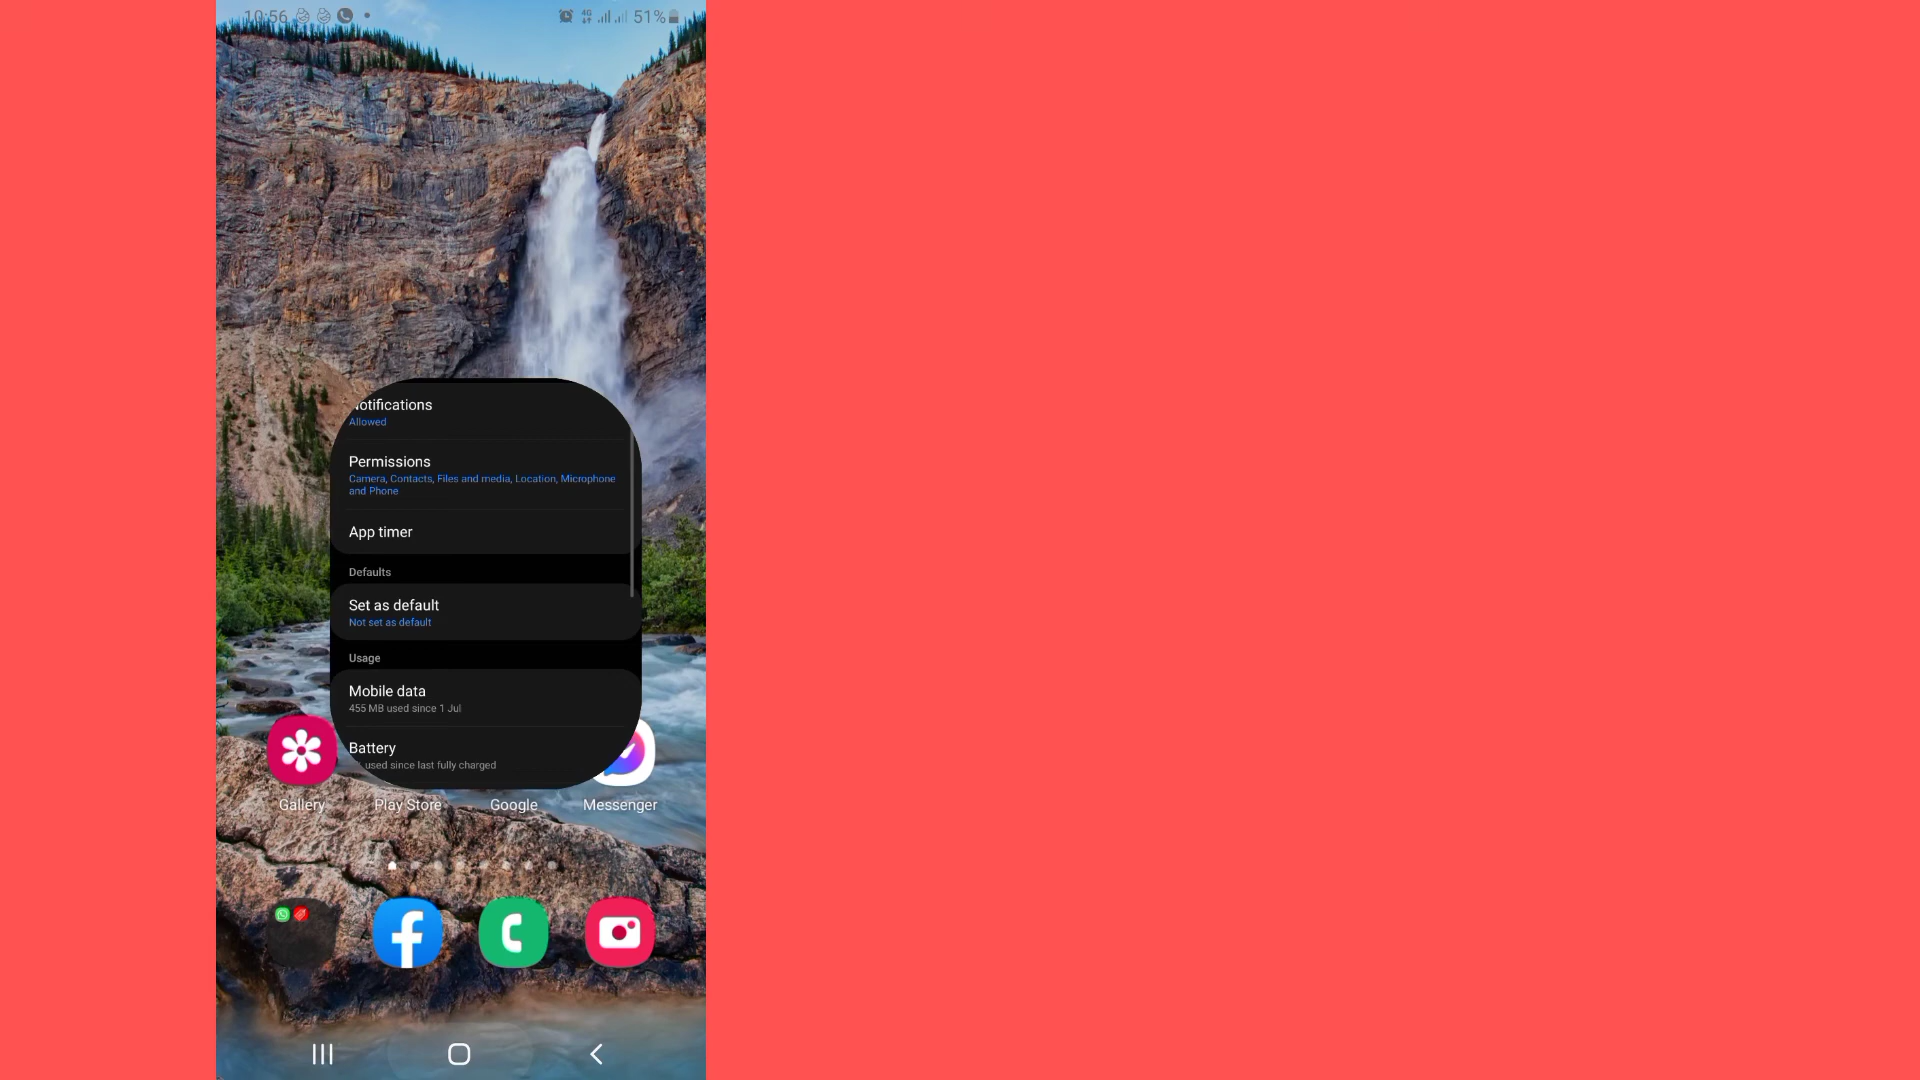 10:56
4G
51%
Notifications
Allowed
Permissions
Camera, Contacts, Files and media, Location, Microphone
and Phone
App timer
Defaults
Set as default
Not set as default
Usage
Mobile data
455 MB used since 1 Jul
Battery
% used since last fully charged
Gallery
Play Store
Google
Messenger